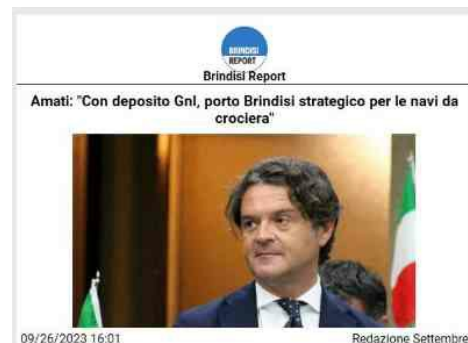 BRINDISI
REPORT
Brindisi Report
Amati: "Con deposito Gnl, porto Brindisi strategico per le navi da
crociera"
09/26/2023 16:01
Redazione Settembre